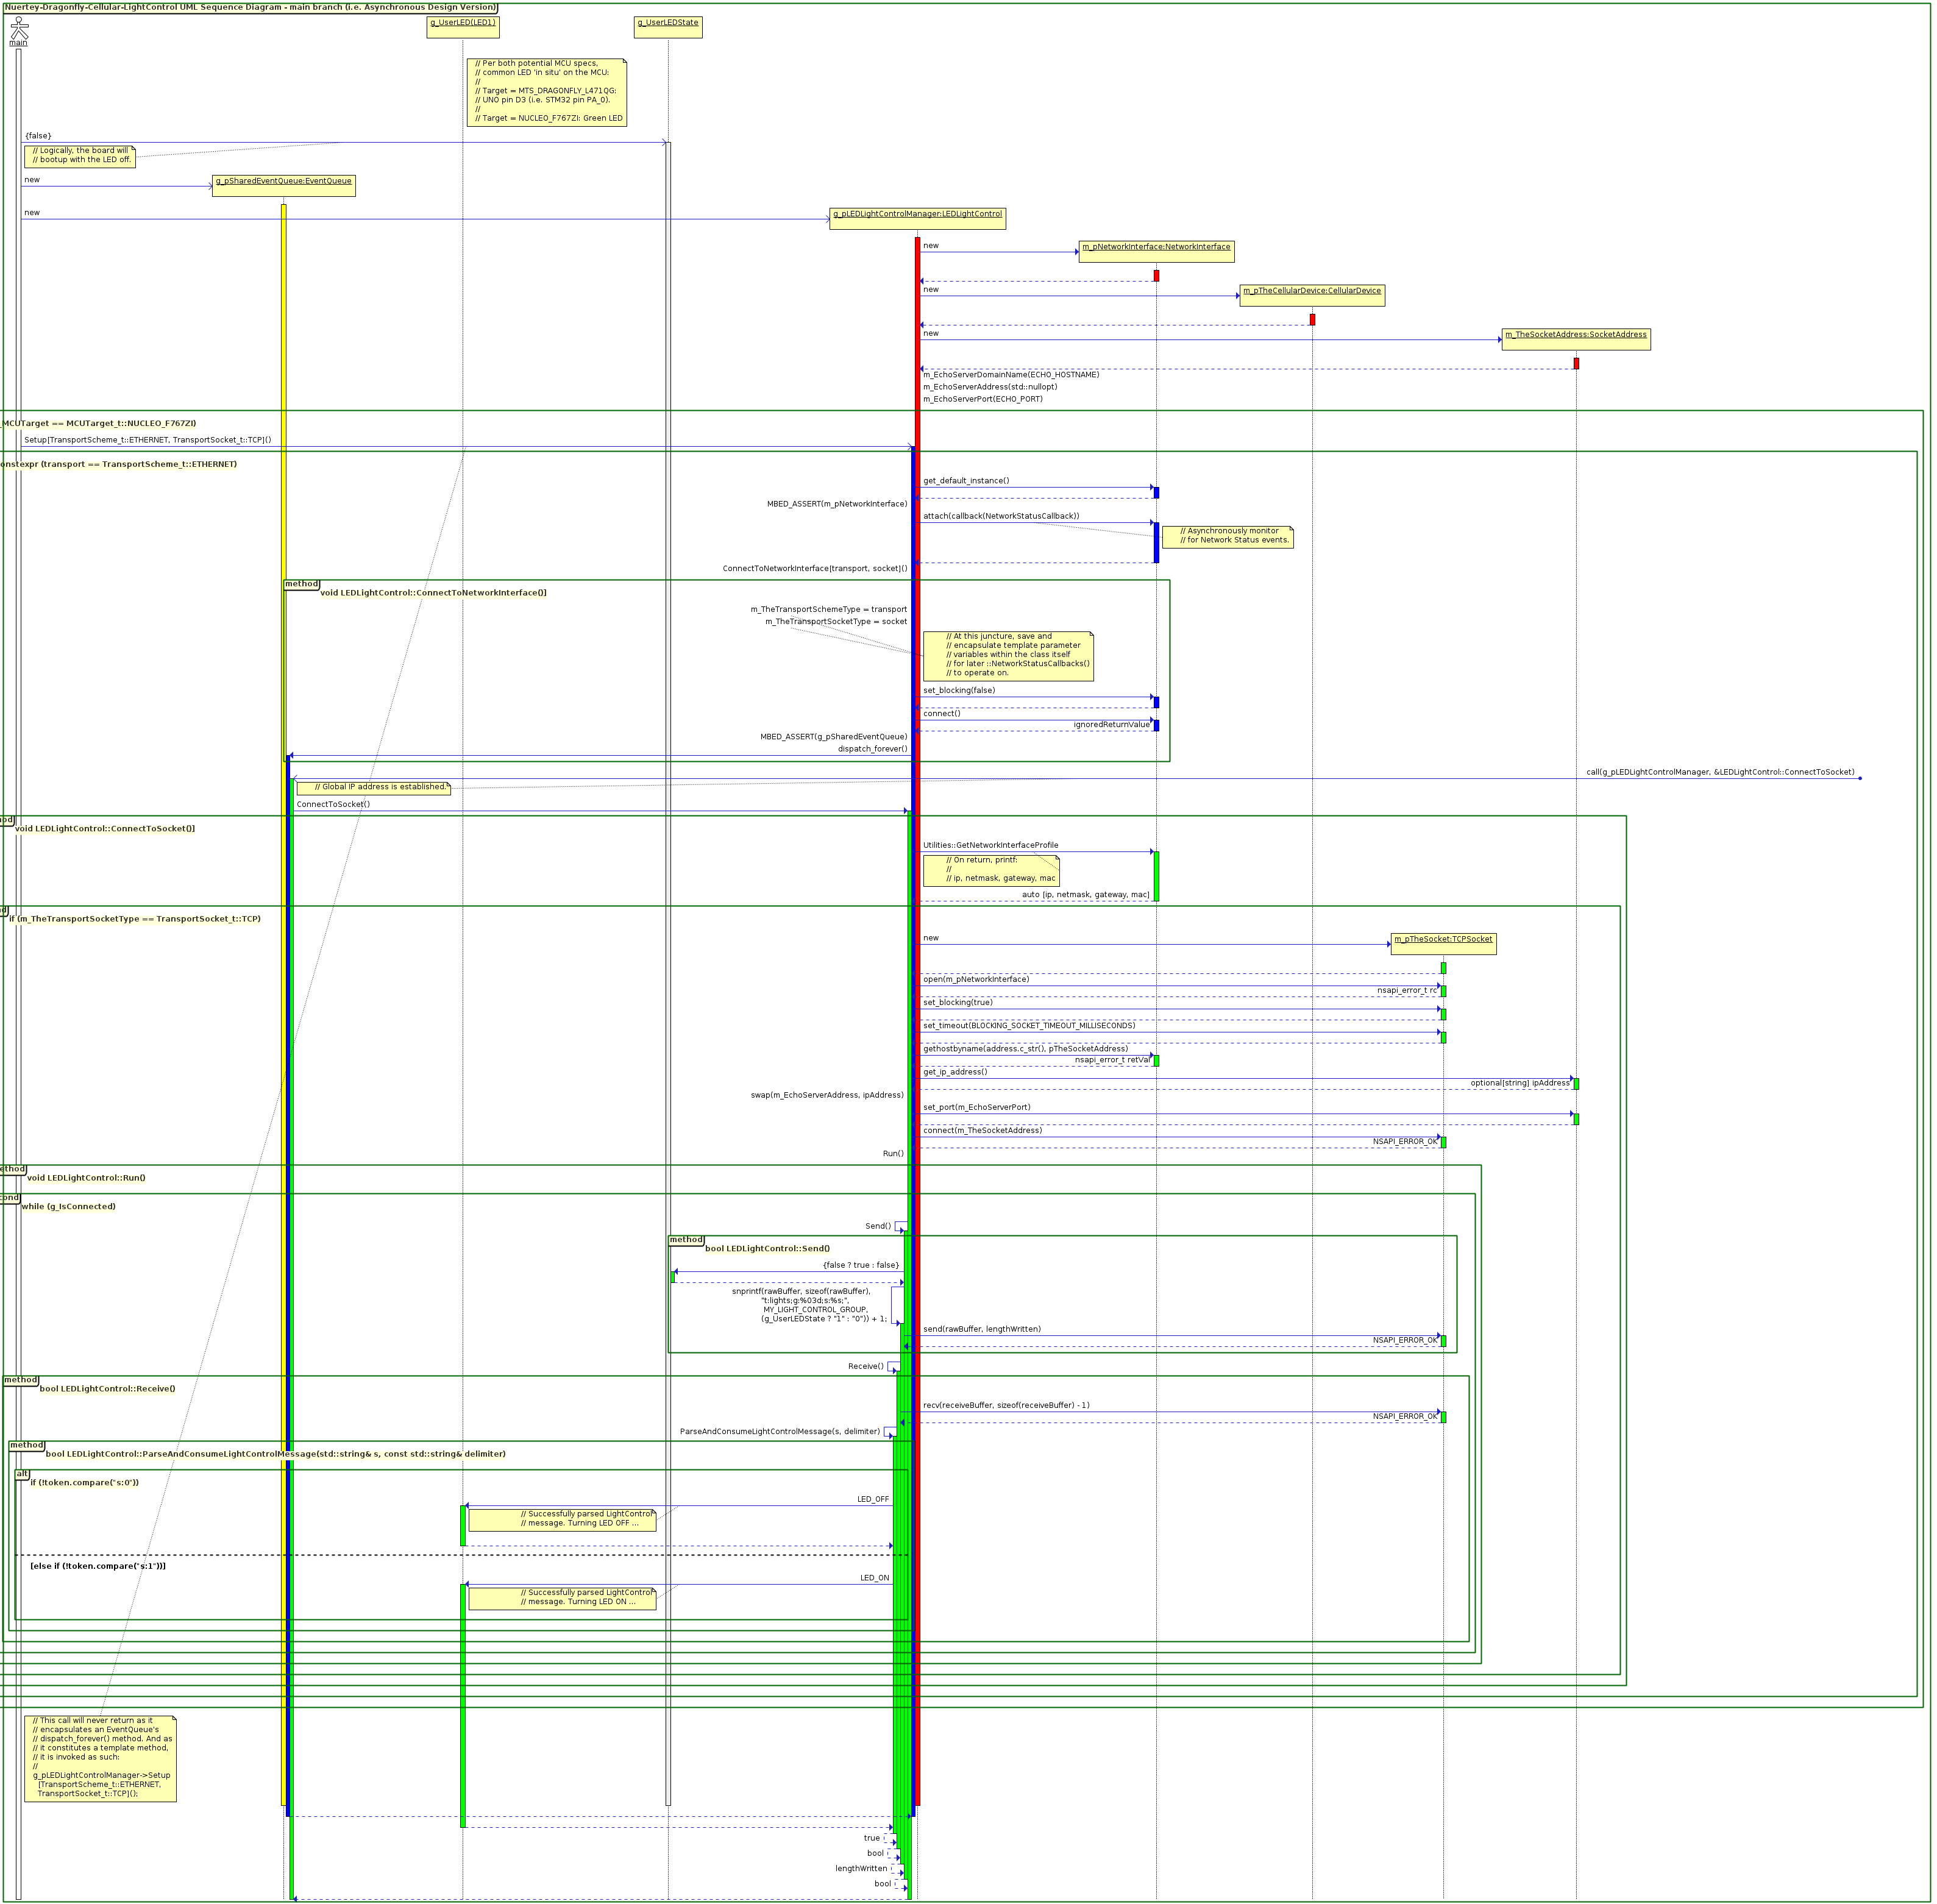 Nuertey-Dragonfly-Cellular-LightControl UML Sequence Diagram - main branch (i.e. Asynchronous Design Version)
main
g_UserLED(LED1)
g_UserLEDState
// Per both potential MCU specs,
// common LED 'in situ' on the MCU:
//
// Target = MTS_DRAGONFLY_L471QG:
// UNO pin D3 (i.e. STM32 pin PA_0).
//
// Target = NUCLEO_F767ZI: Green LED
{false}
// Logically, the board will
// bootup with the LED off.
new
g_pSharedEventQueue:EventQueue
new
g_pLEDLightControlManager:LEDLightControl
new
m_pNetworkInterface:NetworkInterface
new
m_pTheCellularDevice:CellularDevice
new
m_TheSocketAddress:SocketAddress
m_EchoServerDomainName(ECHO_HOSTNAME)
m_EchoServerAddress(std::nullopt)
m_EchoServerPort(ECHO_PORT)
_MCUTarget == MCUTarget_t::NUCLEO_F767ZI)
Setup[TransportScheme_t::ETHERNET, TransportSocket_t::TCP]()
onstexpr (transport == TransportScheme_t::ETHERNET)
get_default_instance()
MBED_ASSERT(m_pNetworkInterface)
attach(callback(NetworkStatusCallback))
// Asynchronously monitor
// for Network Status events.
ConnectToNetworkInterface[transport, socket]()
method
void LEDLightControl::ConnectToNetworkInterface()]
m_TheTransportSchemeType = transport
m_TheTransportSocketType = socket
// At this juncture, save and
// encapsulate template parameter
// variables within the class itself
// for later ::NetworkStatusCallbacks()
// to operate on.
set_blocking(false)
connect()
ignoredReturnValue
MBED_ASSERT(g_pSharedEventQueue)
dispatch_forever()
call(g_pLEDLightControlManager, &LEDLightControl::ConnectToSocket)
// Global IP address is established.
ConnectToSocket()
od
void LEDLightControl::ConnectToSocket()]
Utilities::GetNetworkInterfaceProfile
// On return, printf:
//
// ip, netmask, gateway, mac
auto [ip, netmask, gateway, mac]
d
if (m_TheTransportSocketType == TransportSocket_t::TCP)
new
m_pTheSocket:TCPSocket
open(m_pNetworkInterface)
nsapi_error_t rc
set_blocking(true)
set_timeout(BLOCKING_SOCKET_TIMEOUT_MILLISECONDS)
gethostbyname(address.c_str(), pTheSocketAddress)
nsapi_error_t retVal
get_ip_address()
optional[string] ipAddress
swap(m_EchoServerAddress, ipAddress)
set_port(m_EchoServerPort)
connect(m_TheSocketAddress)
NSAPI_ERROR_OK
Run()
ethod
void LEDLightControl::Run()
cond
while (g_IsConnected)
Send()
method
bool LEDLightControl::Send()
{false ? true : false}
snprintf(rawBuffer, sizeof(rawBuffer),
"t:lights;g:%03d;s:%s;",
MY_LIGHT_CONTROL_GROUP,
(g_UserLEDState ? "1" : "0")) + 1;
send(rawBuffer, lengthWritten)
NSAPI_ERROR_OK
Receive()
method
bool LEDLightControl::Receive()
recv(receiveBuffer, sizeof(receiveBuffer) - 1)
NSAPI_ERROR_OK
ParseAndConsumeLightControlMessage(s, delimiter)
method
bool LEDLightControl::ParseAndConsumeLightControlMessage(std::string& s, const std::string& delimiter)
alt
if (!token.compare("s:0"))
LED_OFF
// Successfully parsed LightControl
// message. Turning LED OFF ...
[else if (!token.compare("s:1"))]
LED_ON
// Successfully parsed LightControl
// message. Turning LED ON ...
// This call will never return as it
// encapsulates an EventQueue's
// dispatch_forever() method. And as
// it constitutes a template method,
// it is invoked as such:
//
g_pLEDLightControlManager->Setup
[TransportScheme_t::ETHERNET,
TransportSocket_t::TCP]();
true
bool
lengthWritten
bool